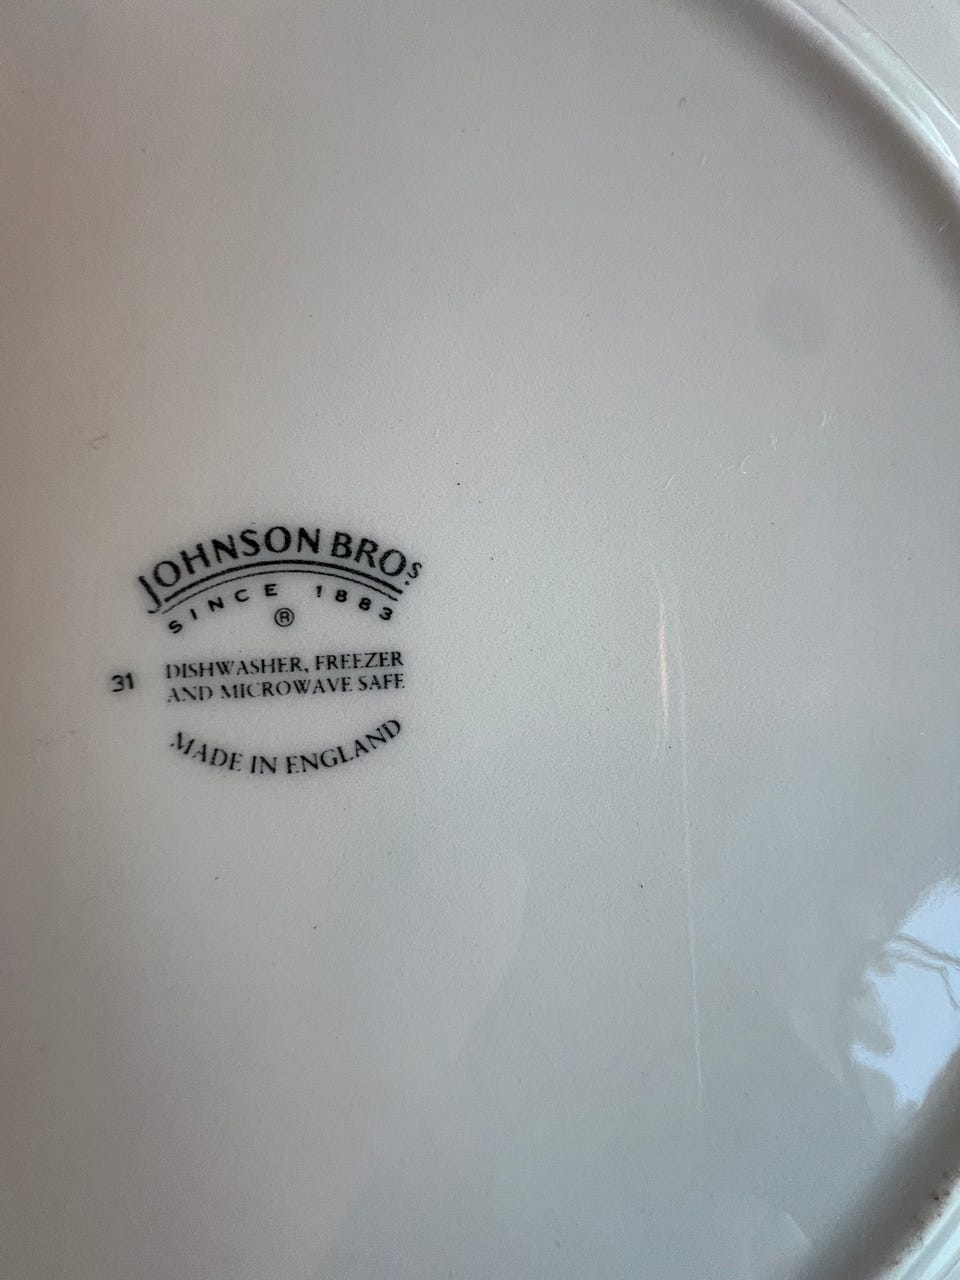 JOHNSON BROS.
SINCE 1883
®
31 DISHWASHER, FREEZER
AND MICROWAVE SAFE
MADE IN ENGLAND